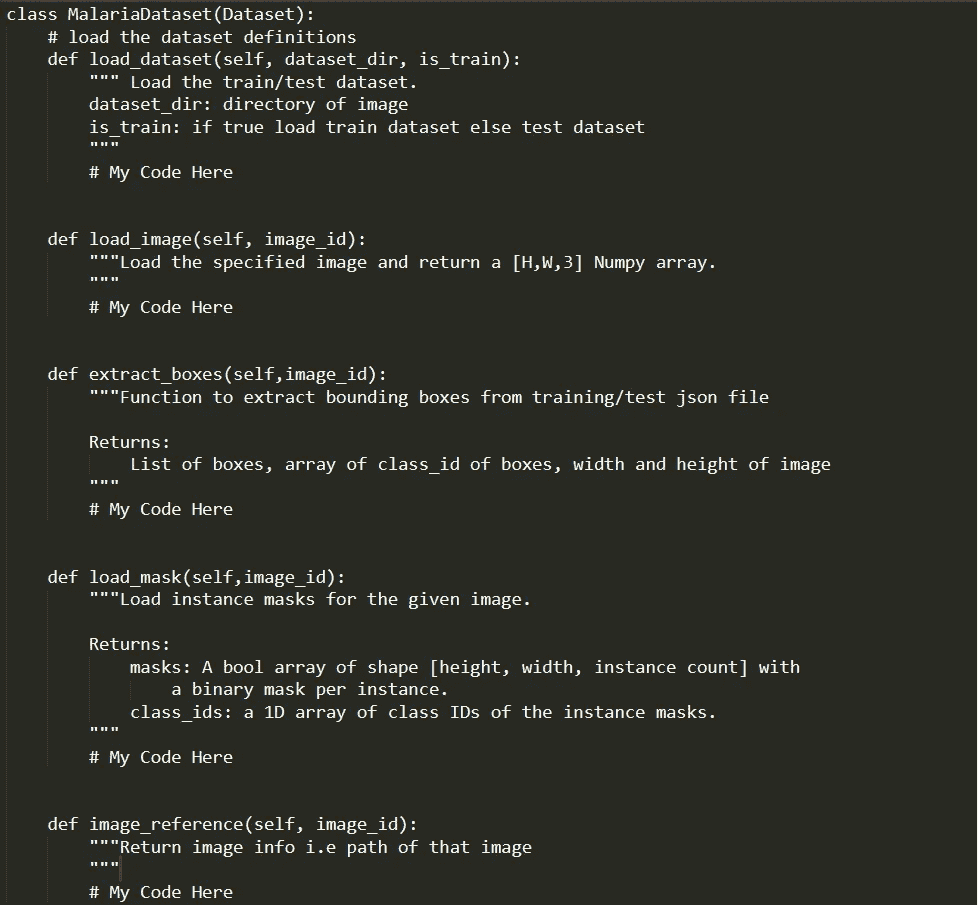 class MalariaDataset(Dataset):
    # load the dataset definitions
    def load_dataset(self, dataset_dir, is_train):
        """ Load the train/test dataset.
        dataset_dir: directory of image
        is_train: if true load train dataset else test dataset
        """
        # My Code Here
    def load_image(self, image_id):
        """Load the specified image and return a [H,W,3] Numpy array.
        """
        # My Code Here
    def extract_boxes(self,image_id):
        """Function to extract bounding boxes from training/test json file
        Returns:
            List of boxes, array of class_id of boxes, width and height of image
        """
        # My Code Here
    def load_mask(self,image_id):
        """Load instance masks for the given image.
        Returns:
            masks: A bool array of shape [height, width, instance count] with
                a binary mask per instance.
            class_ids: a 1D array of class IDs of the instance masks.
        """
        # My Code Here
    def image_reference(self, image_id):
        """Return image info i.e path of that image
        """
        # My Code Here